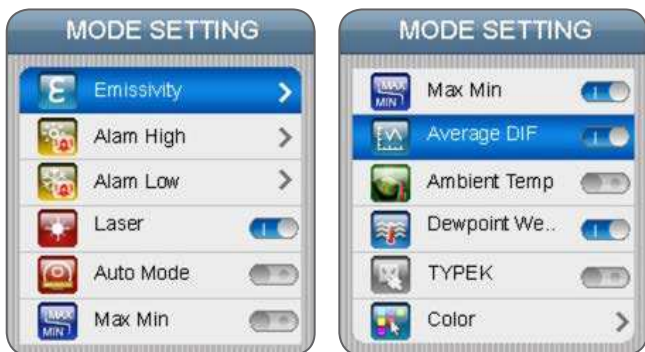 MODE SETTING
Emissivity
Alam High
Alam Low
Laser
Auto Mode
MAX
MIN
Max Min
MODE SETTING
MAX
MIN
Max Min
Average DIF
Ambient Temp
Dewpoint We..
TYPEK
Color